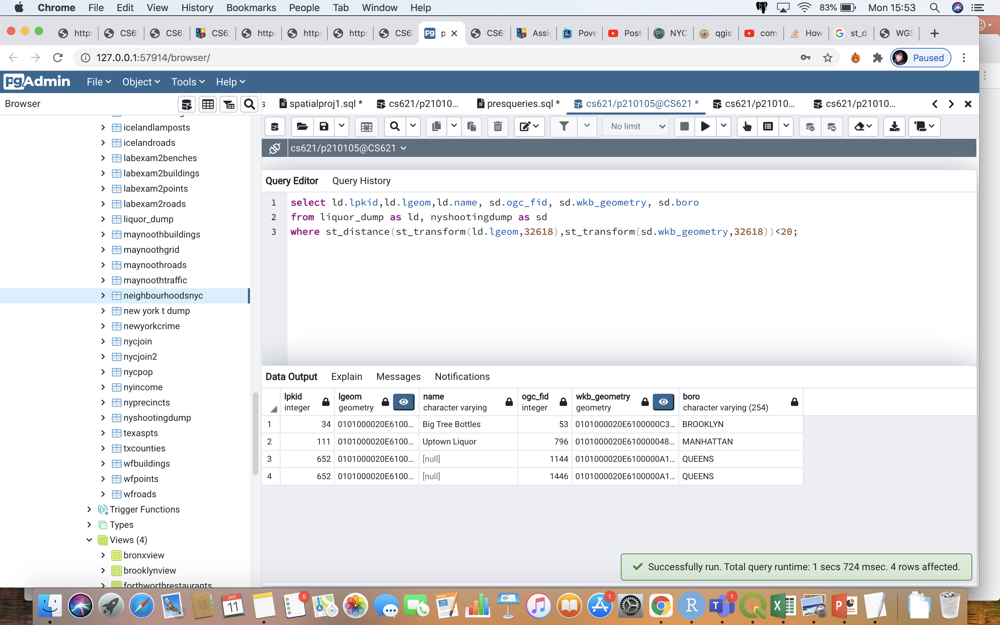 Chrome File Edit View History Bookmarks People Tab Window Help 83% Mon 15:53
https CS6 CS6 CS6 https https https CS6 p CS6 Assi Pove Post NYC qgis com How st_di WGS
127.0.0.1:57914/browser/ Paused
pgAdmin File Object Tools Help
Browser
s spatialproj1.sql * cs621/p21010... presqueries.sql * cs621/p210105@CS621 * cs621/p21010... cs621/p21010...
No limit
cs621/p210105@CS621
icelandlamposts
icelandroads
labexam2benches
labexam2buildings
labexam2points
labexam2roads
liquor_dump
maynoothbuildings
maynoothgrid
maynoothroads
maynoothtraffic
neighbourhoodsnyc
new york t dump
newyorkcrime
nycjoin
nycjoin2
nycpop
nyincome
nyprecincts
nyshootingdump
texaspts
txcounties
wfbuildings
wfpoints
wfroads
Trigger Functions
Types
Views (4)
bronxview
brooklynview
forthworthrestaurants
Query Editor Query History
1 select ld.lpkid,ld.lgeom,ld.name, sd.ogc_fid, sd.wkb_geometry, sd.boro
2 from liquor_dump as ld, nyshootingdump as sd
3 where st_distance(st_transform(ld.lgeom,32618),st_transform(sd.wkb_geometry,32618))<20;
Data Output Explain Messages Notifications
lpkid lgeom name ogc_fid wkb_geometry boro
integer geometry character varying integer geometry character varying (254)
1 34 0101000020E6100... Big Tree Bottles 53 0101000020E6100000C3... BROOKLYN
2 111 0101000020E6100... Uptown Liquor 796 0101000020E610000048... MANHATTAN
3 652 0101000020E6100... [null] 1144 0101000020E6100000A1... QUEENS
4 652 0101000020E6100... [null] 1446 0101000020E6100000A1... QUEENS
Successfully run. Total query runtime: 1 secs 724 msec. 4 rows affected.
JAN 11 5 3D PAGES 1 R T 1 X P